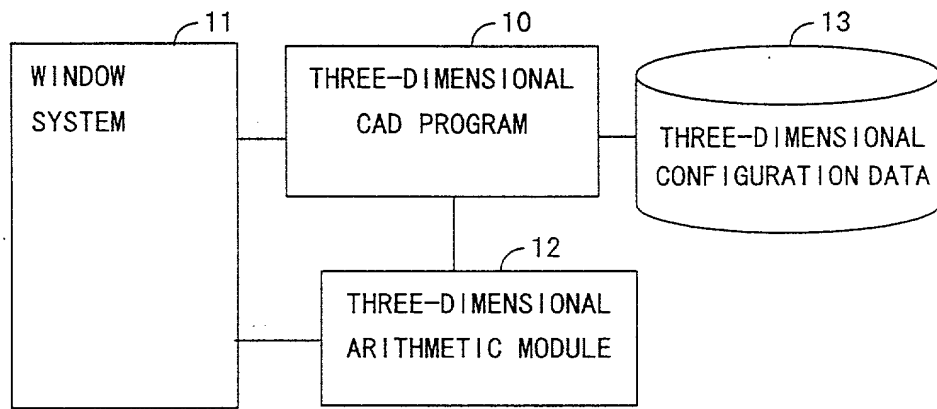 11
WINDOW
SYSTEM
10
THREE-DIMENSIONAL
CAD PROGRAM
13
THREE-DIMENSIONAL
CONFIGURATION DATA
12
THREE-DIMENSIONAL
ARITHMETIC MODULE